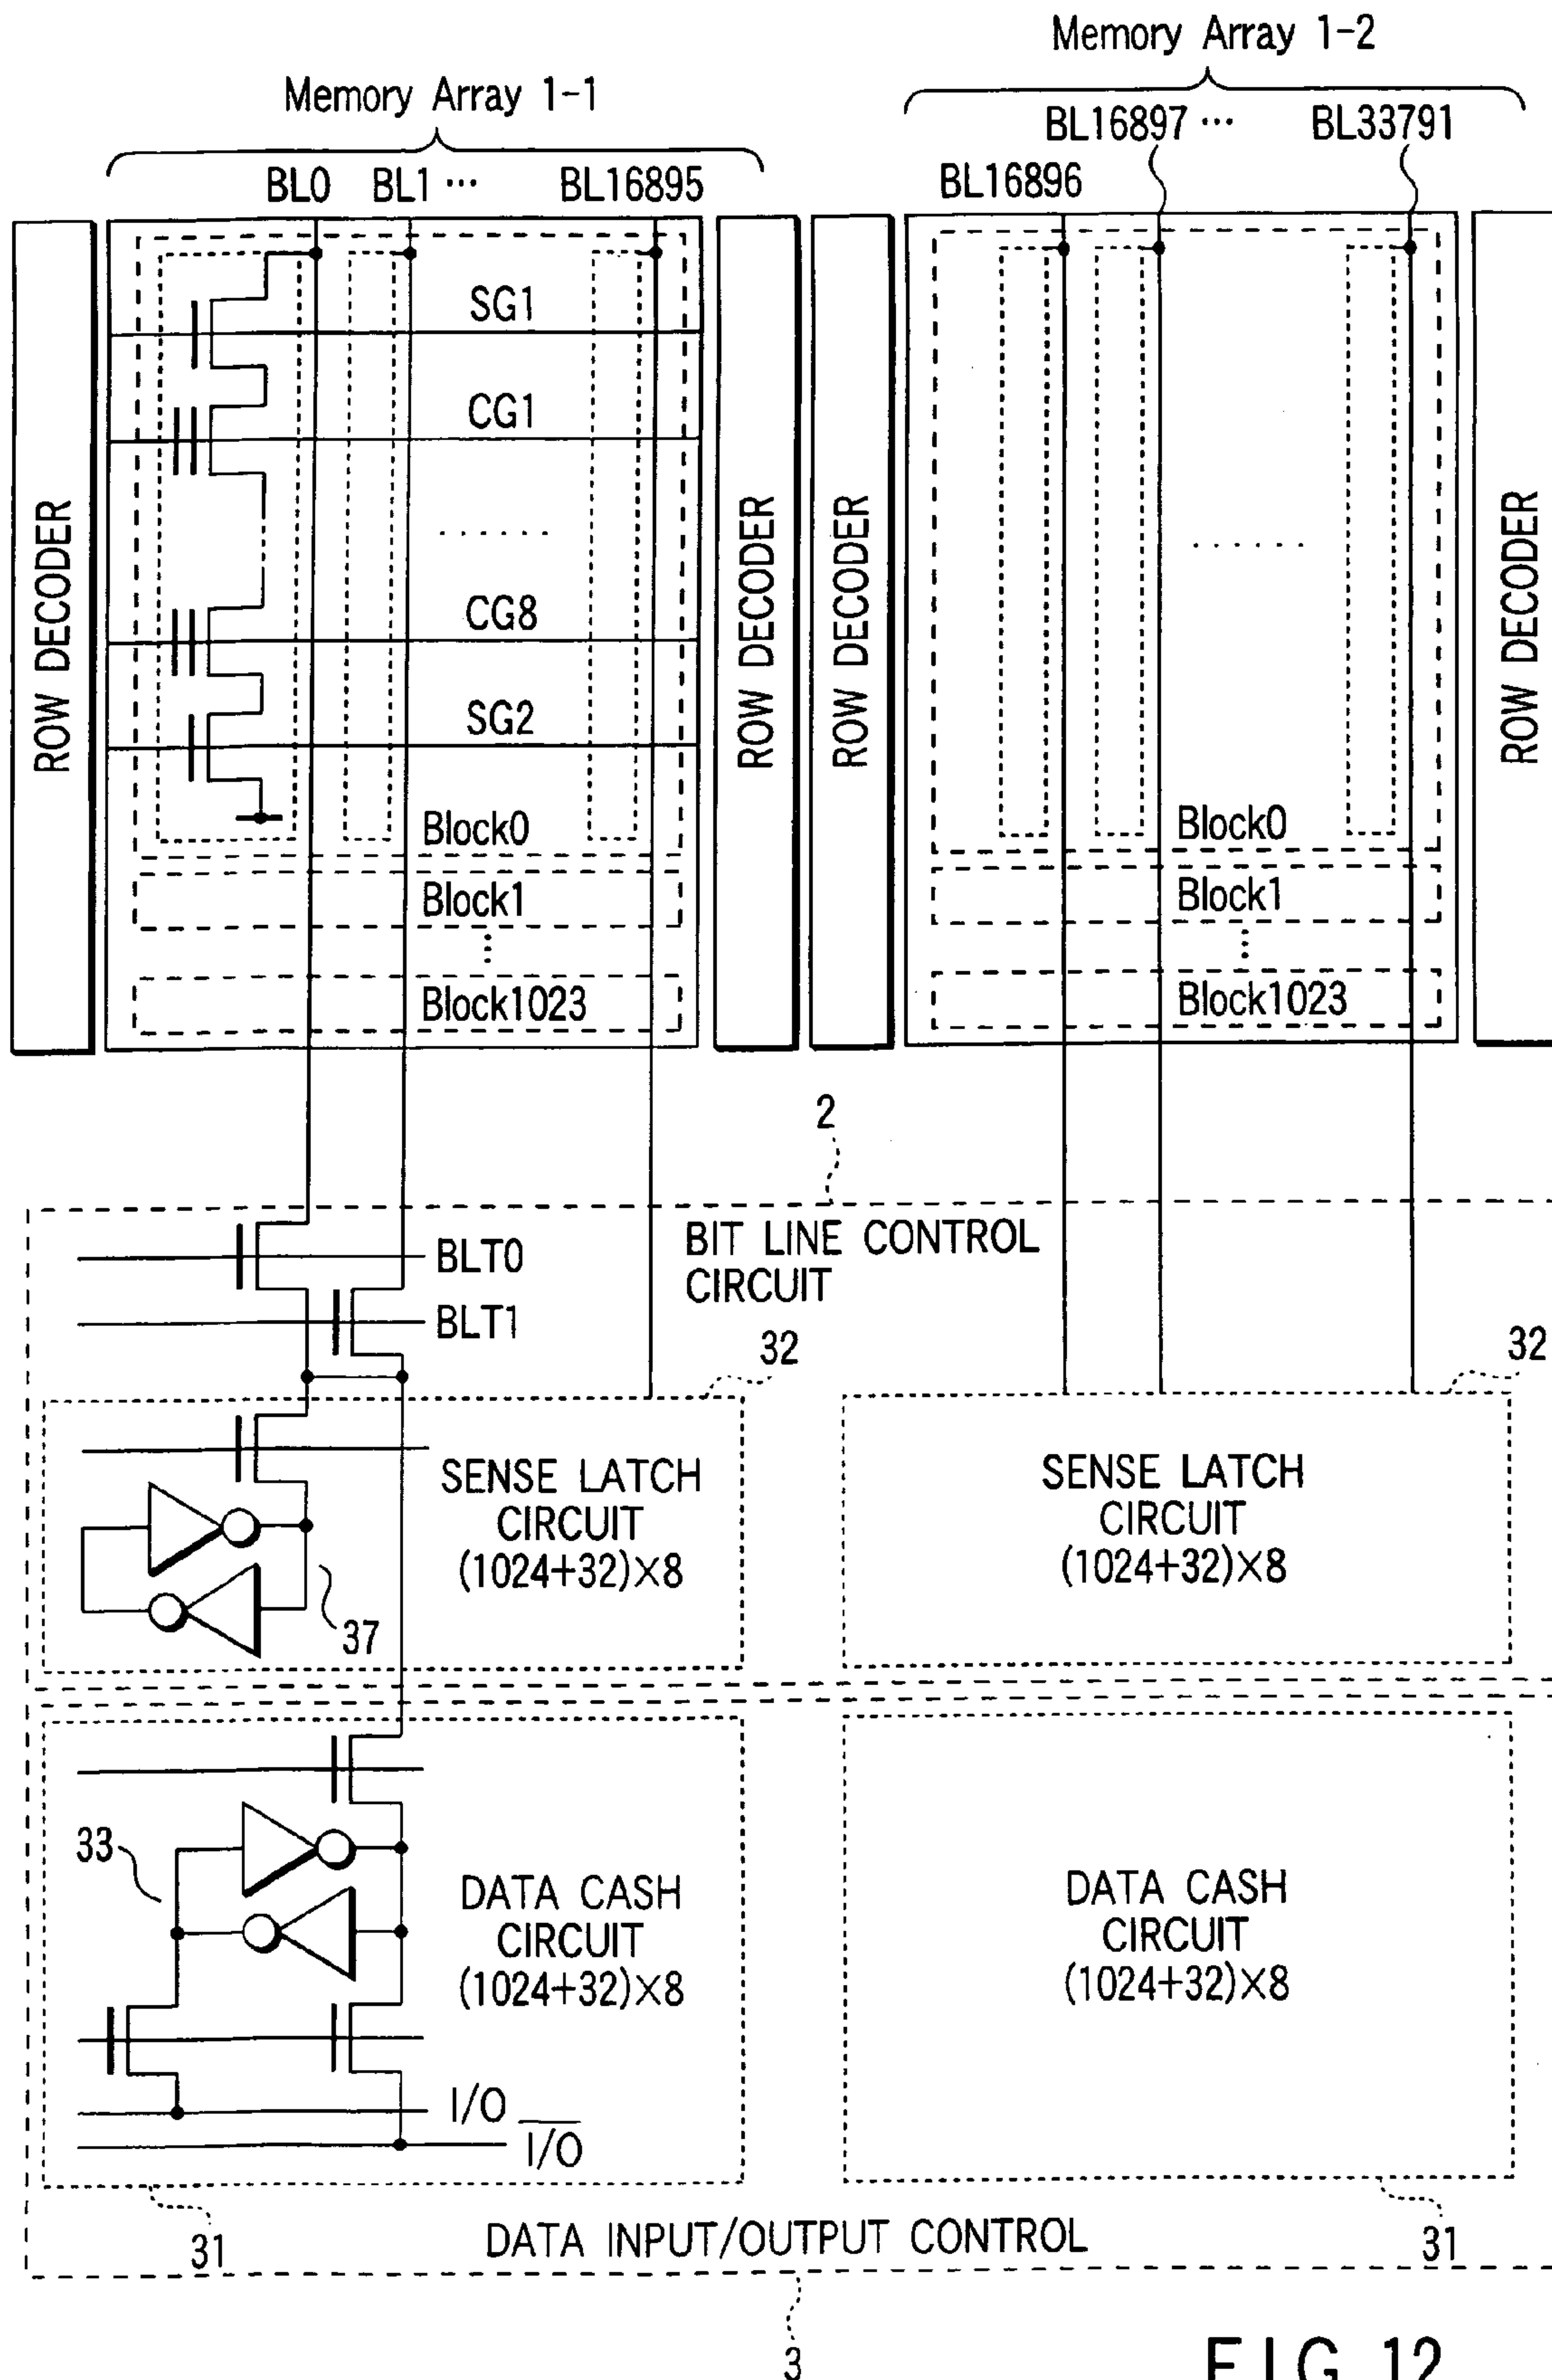 Memory Array 1-1
Memory Array 1-2
BL0 BL1 ··· BL16895
BL16896
BL16897 ··· BL33791
ROW DECODER
SG1
CG1
CG8
SG2
Block0
Block1
Block1023
ROW DECODER
ROW DECODER
Block0
Block1
Block1023
ROW DECODER
2
BIT LINE CONTROL
CIRCUIT
BLT0
BLT1
32
32
SENSE LATCH
CIRCUIT
(1024+32)×8
37
SENSE LATCH
CIRCUIT
(1024+32)×8
33
DATA CASH
CIRCUIT
(1024+32)×8
I/O
I/O
DATA CASH
CIRCUIT
(1024+32)×8
31
DATA INPUT/OUTPUT CONTROL
31
3
FIG. 12